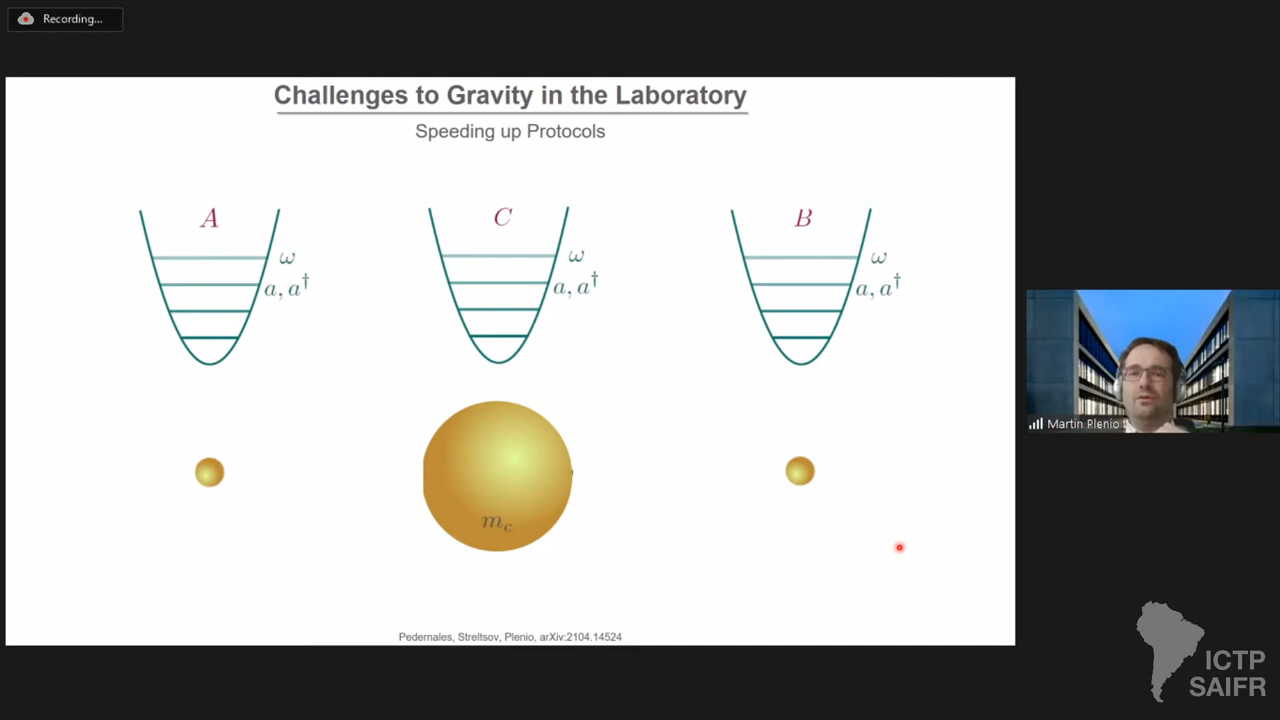 Recording...
Challenges to Gravity in the Laboratory
Speeding up Protocols
A
ω
a, a†
C
ω
a, a†
B
ω
a, a†
m_c
Pedernales, Streltsov, Plenio, arXiv:2104.14524
Martin Plenio
ICTP
SAIFR